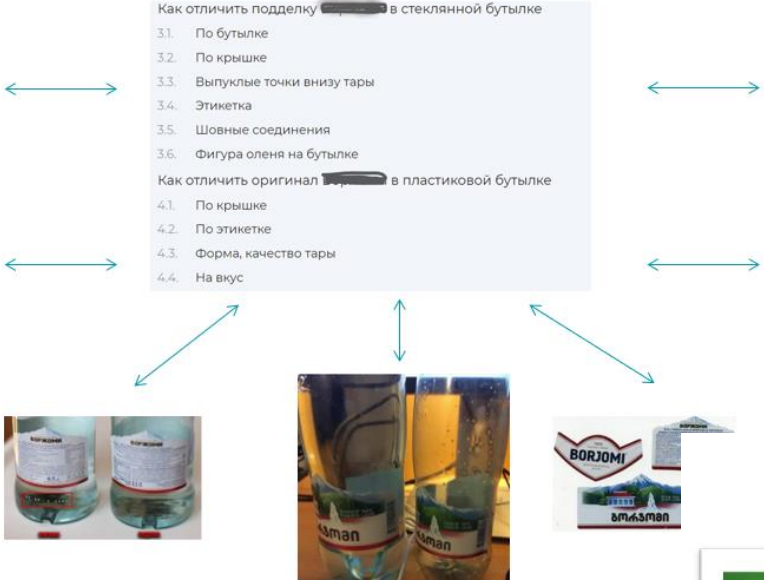 Как отличить подделку в стеклянной бутылке
3.1. По бутылке
3.2. По крышке
3.3. Выпуклые точки внизу тары
3.4. Этикетка
3.5. Шовные соединения
3.6. Фигура оленя на бутылке
Как отличить оригинал в пластиковой бутылке
4.1. По крышке
4.2. По этикетке
4.3. Форма, качество тары
4.4. На вкус
БОРЖОМИ
БОРЖОМИ
BORJOMI
ბორჯომი